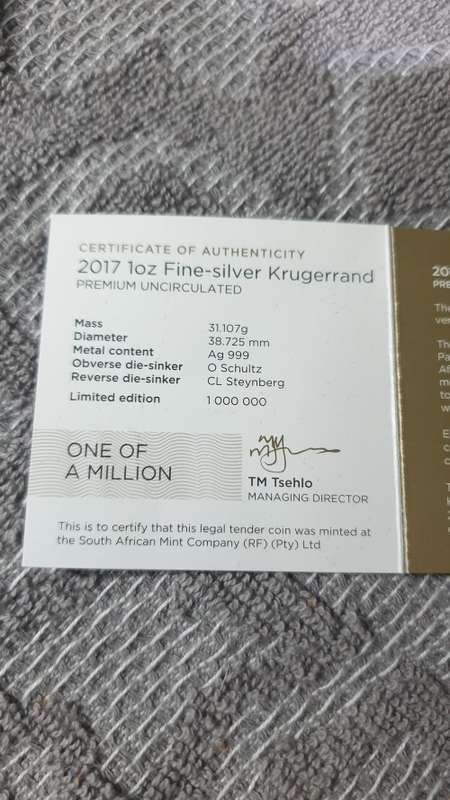 CERTIFICATE OF AUTHENTICITY
2017 1oz Fine-silver Krugerrand
PREMIUM UNCIRCULATED
Mass 31.107g
Diameter 38.725 mm
Metal content Ag 999
Obverse die-sinker O Schultz
Reverse die-sinker CL Steynberg
Limited edition 1 000 000
ONE OF
A MILLION
TM Tsehlo
MANAGING DIRECTOR
This is to certify that this legal tender coin was minted at
the South African Mint Company (RF) (Pty) Ltd